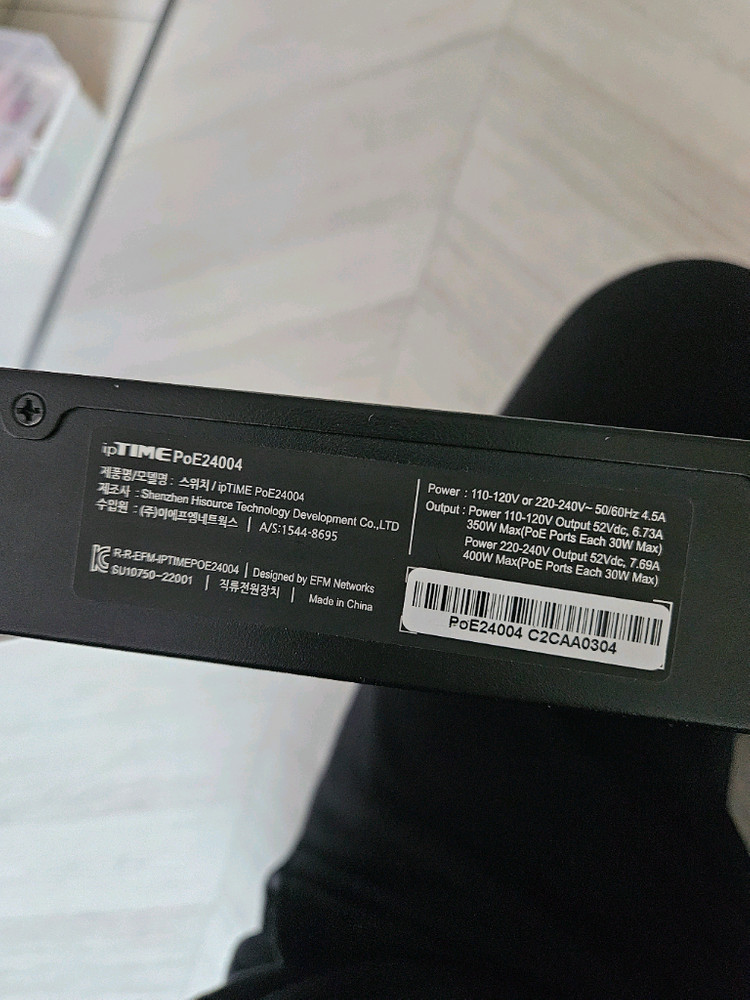 ipTIME PoE24004
제품명/모델명 : 스위치 / ipTIME PoE24004
제조사 : Shenzhen Hisource Technology Development Co.,LTD
수입원 : (주)이에프엠네트웍스 | A/S:1544-8695
R-R-EFM-IPTIMEPOE24004 | Designed by EFM Networks
SU10750-22001 | 직류전원장치 | Made in China
Power : 110-120V or 220-240V~ 50/60Hz 4.5A
Output : Power 110-120V Output 52Vdc, 6.73A
350W Max(PoE Ports Each 30W Max)
Power 220-240V Output 52Vdc, 7.69A
400W Max(PoE Ports Each 30W Max)
PoE24004 C2CAA0304